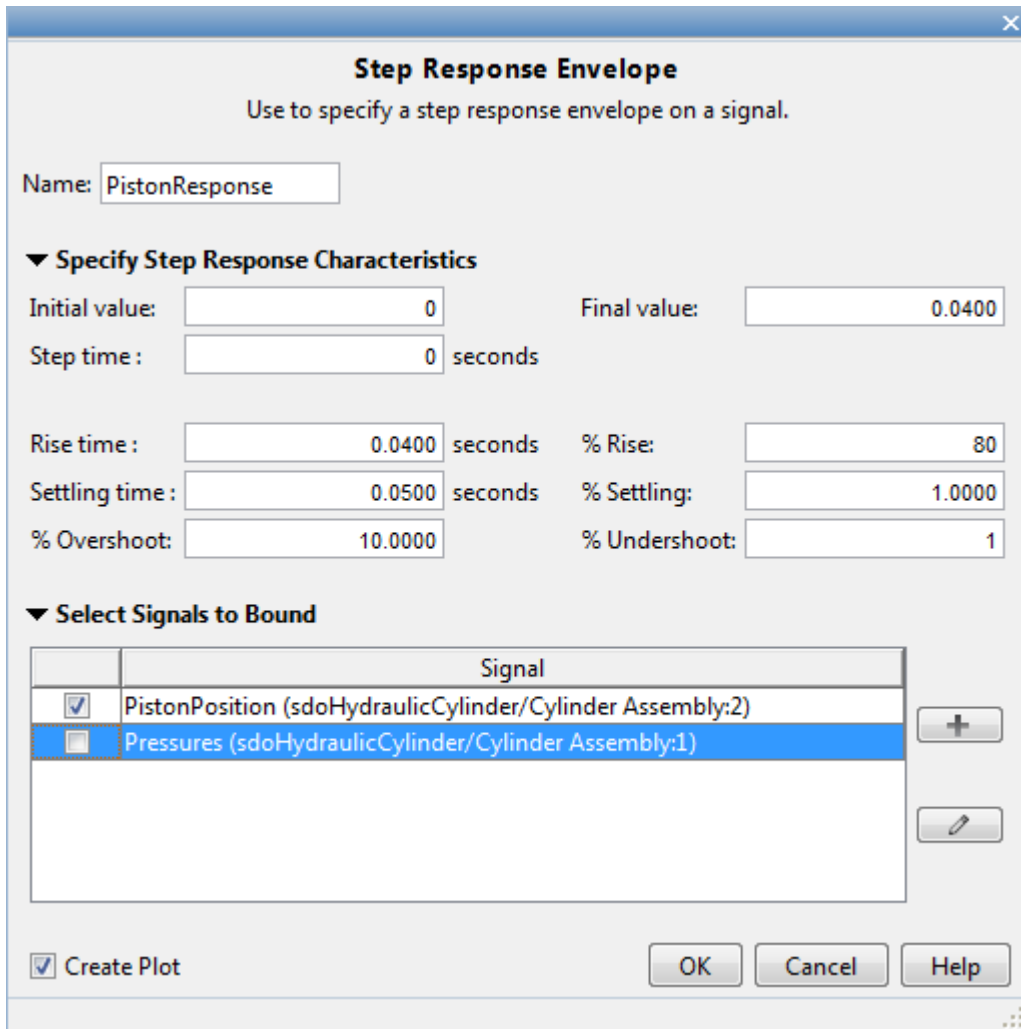 Step Response Envelope
Use to specify a step response envelope on a signal.
Name: PistonResponse
Specify Step Response Characteristics
Initial value: 0 Final value: 0.0400
Step time : 0 seconds
Rise time : 0.0400 seconds % Rise: 80
Settling time : 0.0500 seconds % Settling: 1.0000
% Overshoot: 10.0000 % Undershoot: 1
Select Signals to Bound
Signal
PistonPosition (sdoHydraulicCylinder/Cylinder Assembly:2)
Pressures (sdoHydraulicCylinder/Cylinder Assembly:1)
Create Plot OK Cancel Help